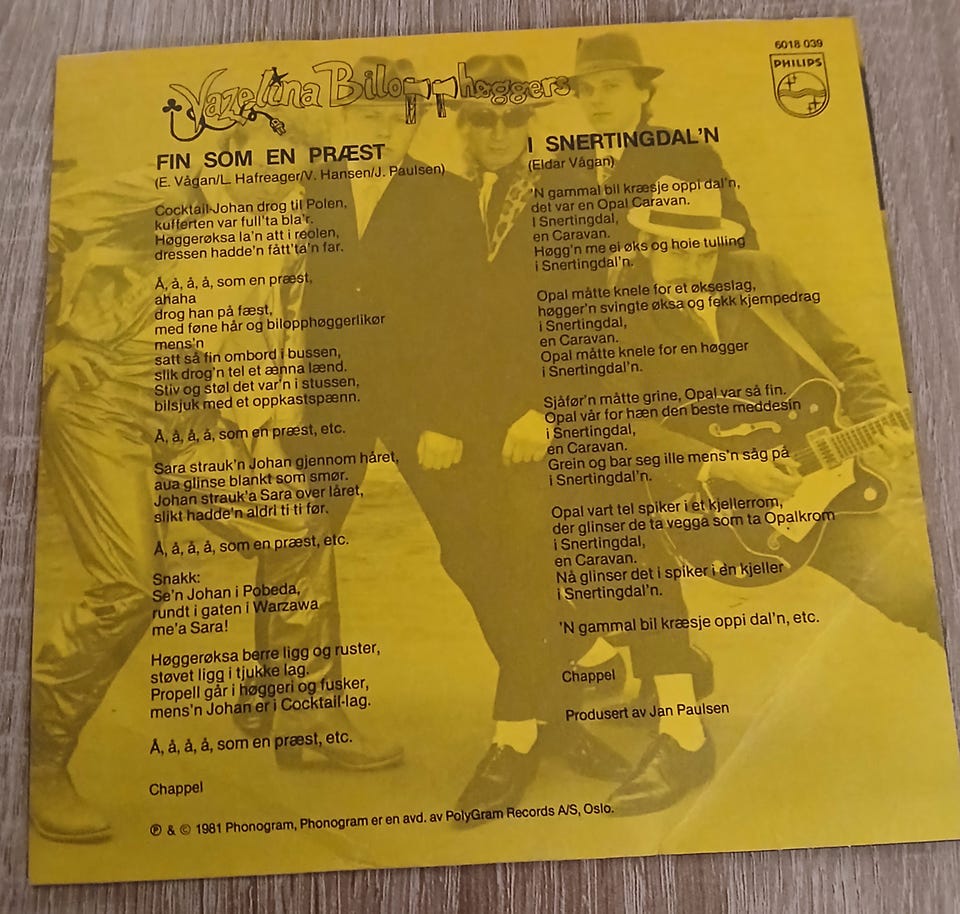 Vazelina Bilopphøggers
6018 039
PHILIPS
FIN SOM EN PRÆST
(E. Vågan/L. Hafreager/V. Hansen/J. Paulsen)
Cocktail-Johan drog til Polen,
kufferten var full'ta bla'r.
Høggerøksa la'n att i reolen,
dressen hadde'n fått'ta'n far.
Å, å, å, å, som en præst,
ahaha
drog han på fæst,
med føne hår og bilopphøggerlikør
mens'n
satt så fin ombord i bussen,
slik drog'n tel et ænna lænd.
Stiv og støl det var'n i stussen,
bilsjuk med et oppkastspænn.
Å, å, å, å, som en præst, etc.
Sara strauk'n Johan gjennom håret,
aua glinse blankt som smør.
Johan strauk'a Sara over låret,
slikt hadde'n aldri ti ti før.
Å, å, å, å, som en præst, etc.
Snakk:
Se'n Johan i Pobeda,
rundt i gaten i Warzawa
me'a Sara!
Høggerøksa berre ligg og ruster,
støvet ligg i tjukke lag.
Propell går i høggeri og fusker,
mens'n Johan er i Cocktail-lag.
Å, å, å, å, som en præst, etc.
Chappel
I SNERTINGDAL'N
(Eldar Vågan)
'N gammal bil kræsje oppi dal'n,
det var en Opal Caravan.
I Snertingdal,
en Caravan.
Høgg'n me ei øks og hoie tulling
i Snertingdal'n.
Opal måtte knele for et økseslag,
høgger'n svingte øksa og fekk kjempedrag
i Snertingdal,
en Caravan.
Opal måtte knele for en høgger
i Snertingdal'n.
Sjåfør'n måtte grine, Opal var så fin.
Opal vår for hæn den beste meddesin
i Snertingdal,
en Caravan.
Grein og bar seg ille mens'n såg på
i Snertingdal'n.
Opal vart tel spiker i et kjellerrom,
der glinser de ta vegga som ta Opalkrom
i Snertingdal,
en Caravan.
Nå glinser det i spiker i en kjeller
i Snertingdal'n.
'N gammal bil kræsje oppi dal'n, etc.
Chappel
Produsert av Jan Paulsen
℗ & © 1981 Phonogram, Phonogram er en avd. av PolyGram Records A/S, Oslo.